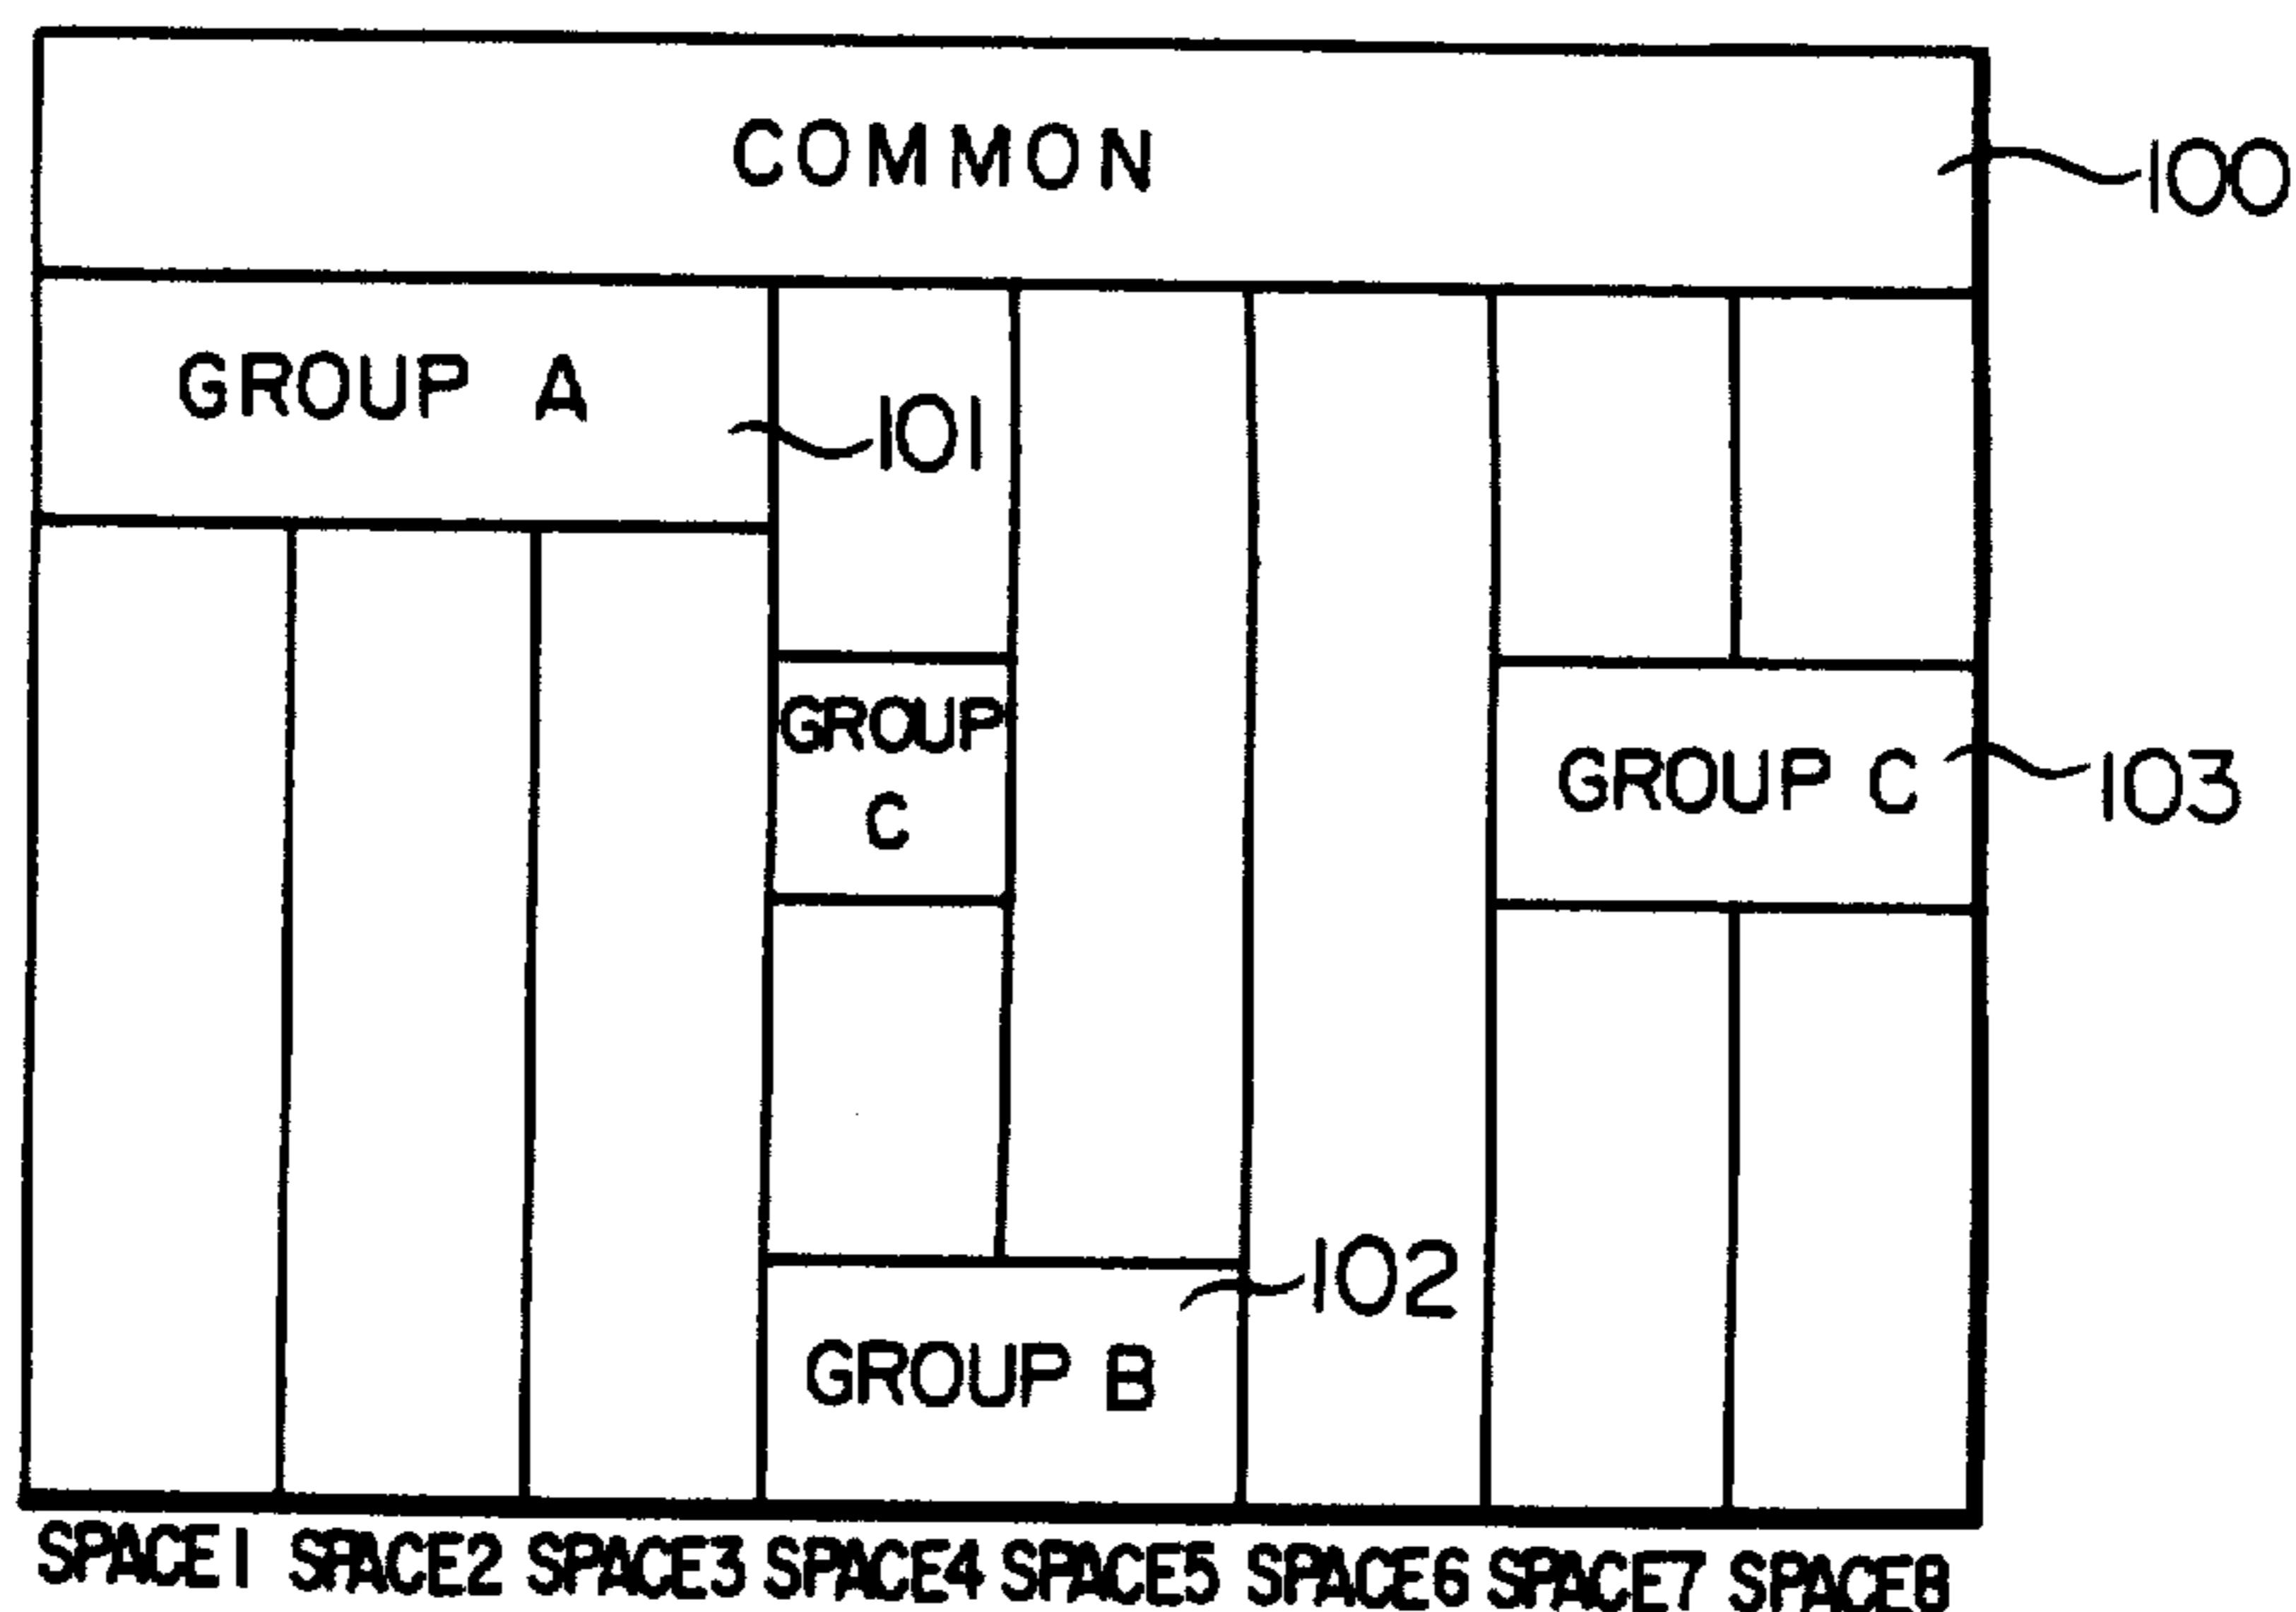 COMMON
100
GROUP A
101
GROUP
C
GROUP C
103
102
GROUP B
SPACE1 SPACE2 SPACE3 SPACE4 SPACE5 SPACE6 SPACE7 SPACE8